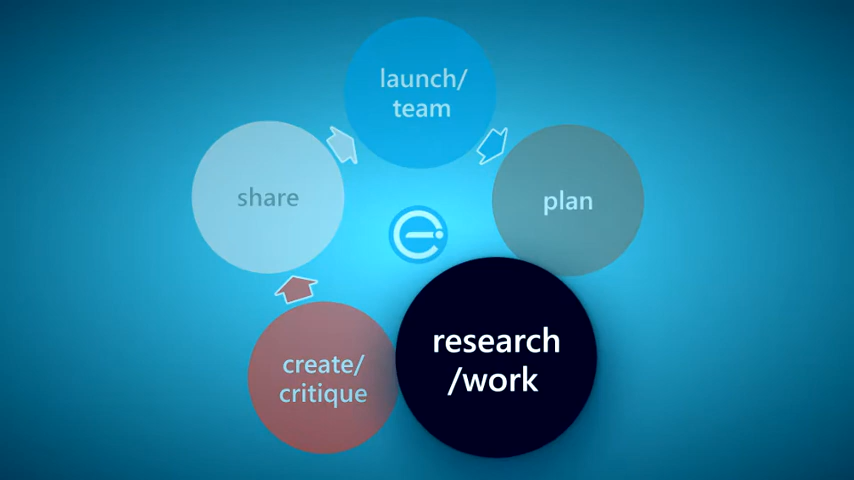 launch/
team
plan
research
/work
create/
critique
share